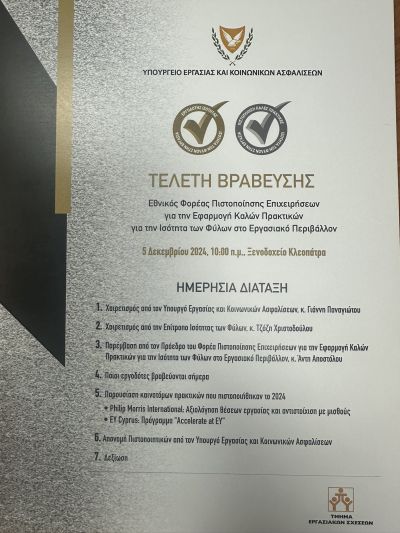 ΥΠΟΥΡΓΕΙΟ ΕΡΓΑΣΙΑΣ ΚΑΙ ΚΟΙΝΩΝΙΚΩΝ ΑΣΦΑΛΙΣΕΩΝ
ΤΕΛΕΤΗ ΒΡΑΒΕΥΣΗΣ
Εθνικός Φορέας Πιστοποίησης Επιχειρήσεων
για την Εφαρμογή Καλών Πρακτικών
για την Ισότητα των Φύλων στο Εργασιακό Περιβάλλον
5 Δεκεμβρίου 2024, 10:00 π.μ., Ξενοδοχείο Κλεοπάτρα
ΗΜΕΡΗΣΙΑ ΔΙΑΤΑΞΗ
1. Χαιρετισμός από τον Υπουργό Εργασίας και Κοινωνικών Ασφαλίσεων, κ. Γιάννη Παναγιώτου
2. Χαιρετισμός από την Επίτροπο Ισότητας των Φύλων, κ. Τζόζη Χριστοδούλου
3. Παρέμβαση από τον Πρόεδρο του Φορέα Πιστοποίησης Επιχειρήσεων για την Εφαρμογή Καλών
Πρακτικών για την Ισότητα των Φύλων στο Εργασιακό Περιβάλλον, κ. Άντη Αποστόλου
4. Ποιοι εργοδότες βραβεύονται σήμερα
5. Παρουσίαση καινοτόμων πρακτικών που πιστοποιήθηκαν το 2024
• Philip Morris International: Αξιολόγηση θέσεων εργασίας και αντιστοίχιση με μισθούς
• EY Cyprus: Πρόγραμμα "Accelerate at EY"
6. Απονομή Πιστοποιητικών από τον Υπουργό Εργασίας και Κοινωνικών Ασφαλίσεων
7. Δεξίωση
ΤΜΗΜΑ
ΕΡΓΑΣΙΑΚΩΝ ΣΧΕΣΕΩΝ